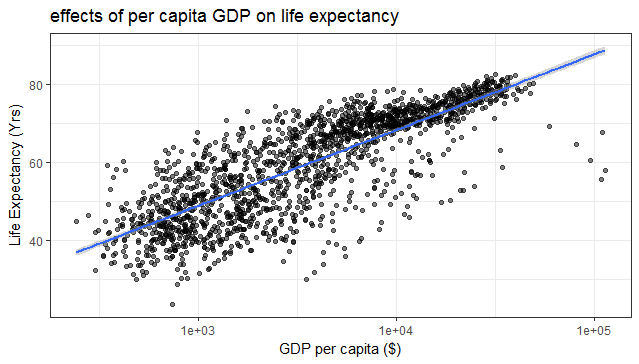 effects of per capita GDP on life expectancy
80
60
40
Life Expectancy (Yrs)
1e+03 1e+04 1e+05
GDP per capita ($)